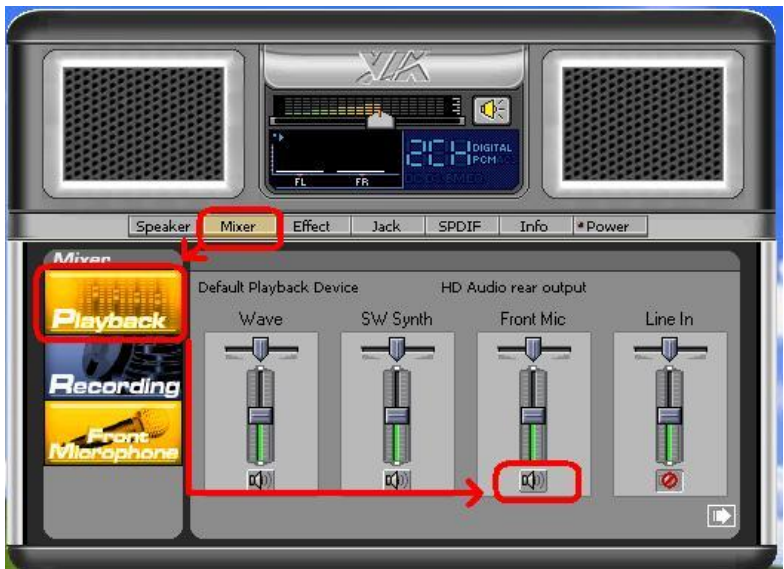 VIA
2CH DIGITAL
PCM
FL FR
Speaker Mixer Effect Jack SPDIF Info Power
Mixer
Playback
Recording
Front
Microphone
Default Playback Device HD Audio rear output
Wave SW Synth Front Mic Line In